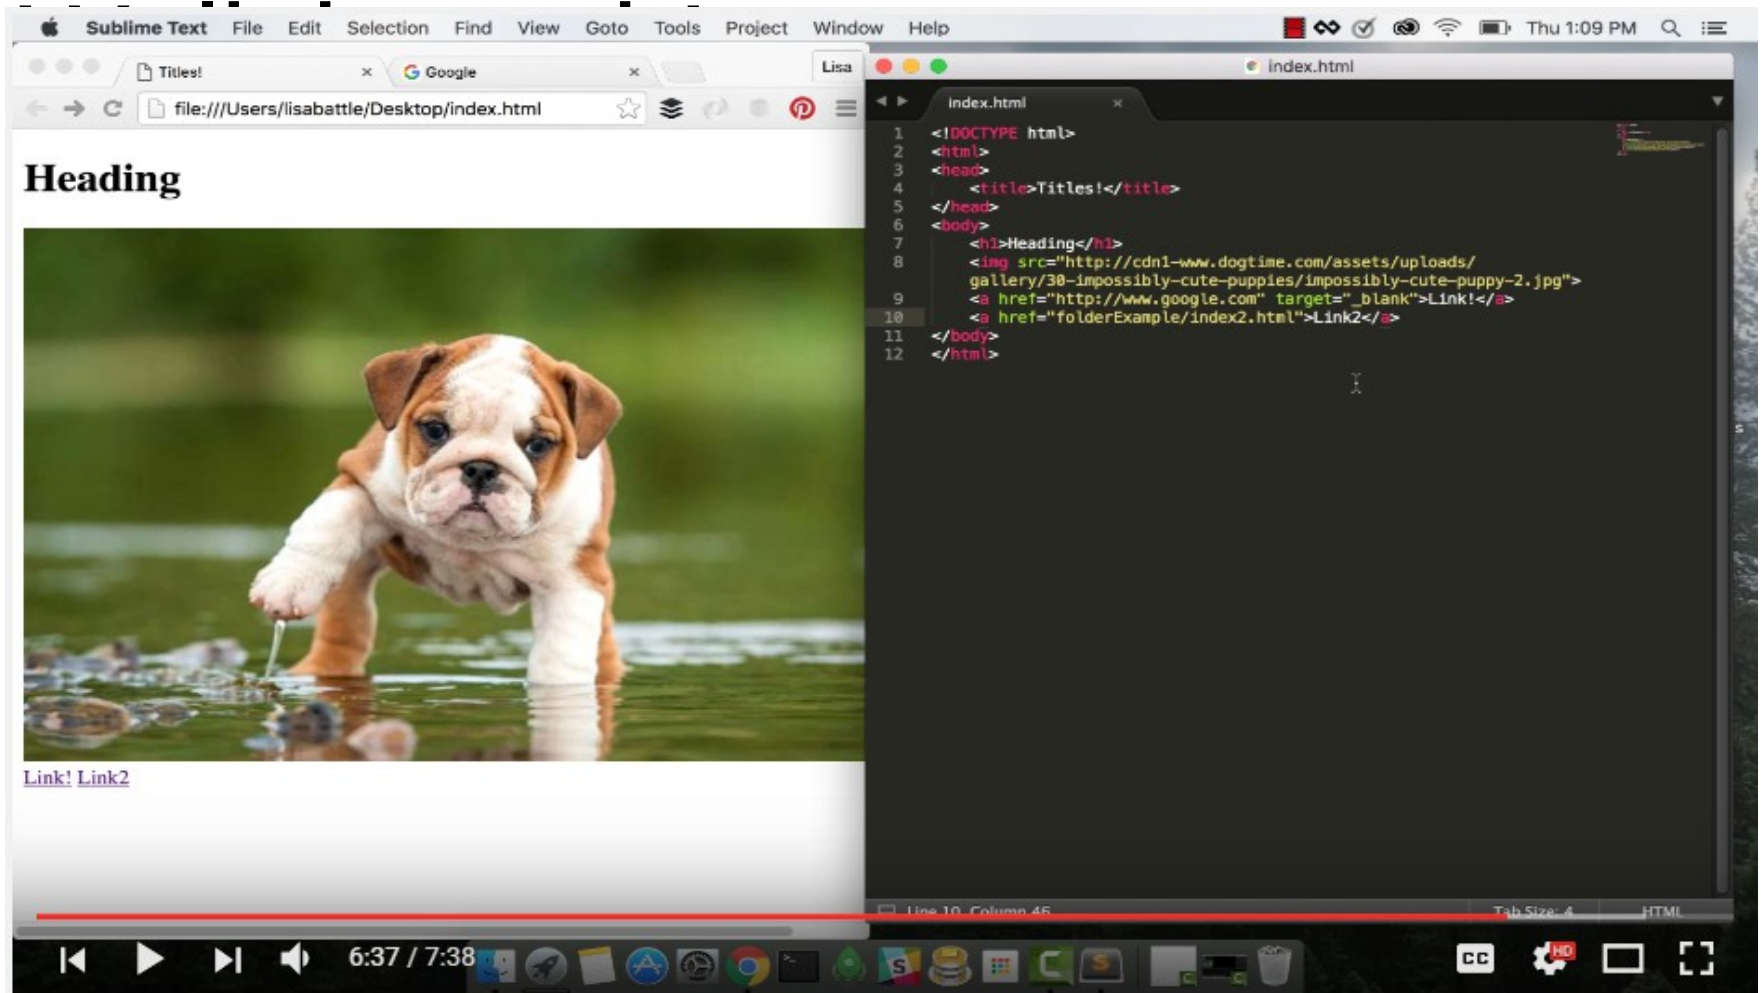 Sublime Text File Edit Selection Find View Goto Tools Project Window Help Thu 1:09 PM
Titles! Google Lisa
file:///Users/lisabattle/Desktop/index.html
Heading
Link! Link2
index.html
index.html
1 <!DOCTYPE html>
2 <html>
3 <head>
4 <title>Titles!</title>
5 </head>
6 <body>
7 <h1>Heading</h1>
8 <img src="http://cdn1-www.dogtime.com/assets/uploads/
gallery/30-impossibly-cute-puppies/impossibly-cute-puppy-2.jpg">
9 <a href="http://www.google.com" target="_blank">Link!</a>
10 <a href="folderExample/index2.html">Link2</a>
11 </body>
12 </html>
Line 10, Column 46 Tab Size: 4 HTML
6:37 / 7:38 CC HD